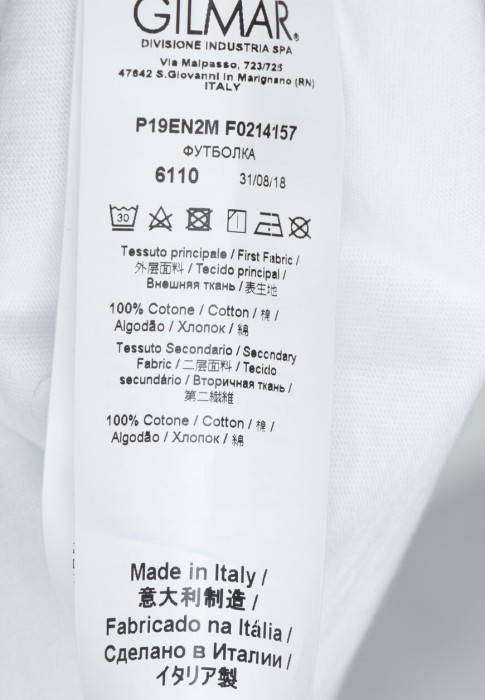 GILMAR®
DIVISIONE INDUSTRIA SPA
Via Malpasso, 723/725
47842 S.Giovanni in Marignano (RN)
ITALY
P19EN2M F0214157
ФУТБОЛКА
6110 31/08/18
30
Tessuto principale / First Fabric /
外层面料 / Tecido principal /
Внешняя ткань / 表生地
100% Cotone / Cotton / 棉 /
Algodão / Хлопок / 綿
Tessuto Secondario / Secondary
Fabric / 二层面料 / Tecido
secundário / Вторичная ткань /
第二繊維
100% Cotone / Cotton / 棉 /
Algodão / Хлопок / 綿
Made in Italy /
意大利制造 /
Fabricado na Itália /
Сделано в Италии /
イタリア製